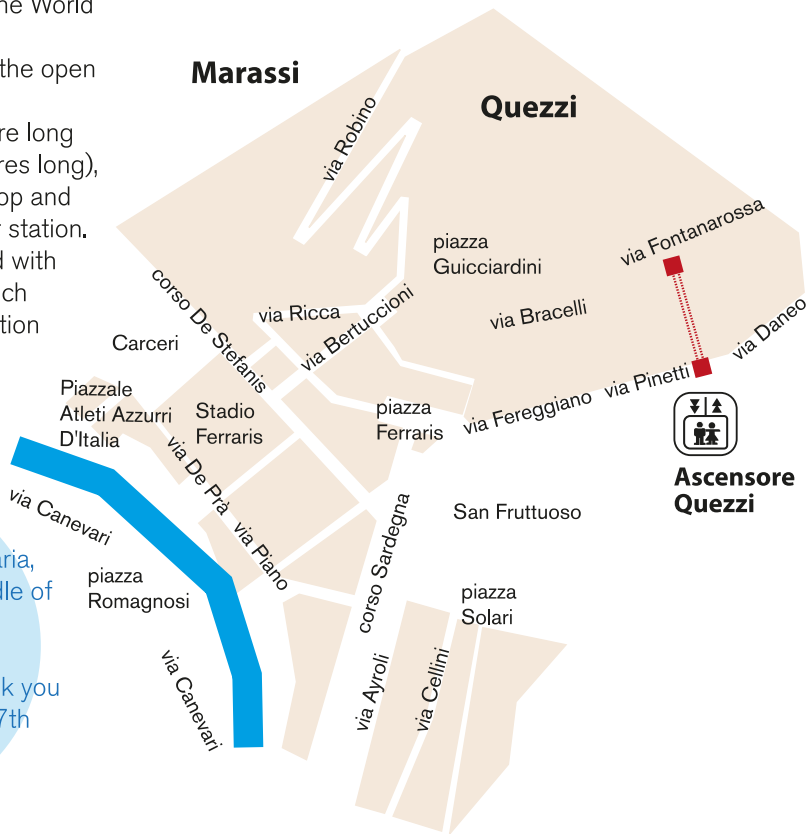 he World
the open
re long
res long),
op and
station.
d with
ch
tion
Marassi
Quezzi
via Robino
via Fontanarossa
piazza
Guicciardini
corso De Stefanis
via Ricca
via Bertuccioni
via Bracelli
via Daneo
Carceri
Piazzale
Atleti Azzurri
D'Italia
Stadio
Ferraris
piazza
Ferraris
via Fereggiano
via Pinetti
Ascensore
Quezzi
via De Prà
via Canevari
via Piano
corso Sardegna
San Fruttuoso
piazza
Romagnosi
piazza
Solari
via Canevari
via Ayroli
via Cellini
aria,
dle of
k you
7th